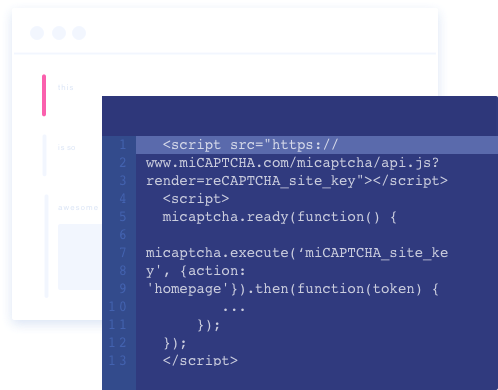 this
is so
awesome
1 <script src="https://
2 www.miCAPTCHA.com/micaptcha/api.js?
3 render=reCAPTCHA_site_key"></script>
4 <script>
5 micaptcha.ready(function() {
6
7 micaptcha.execute(‘miCAPTCHA_site_ke
8 y', {action:
9 'homepage'}).then(function(token) {
10 ...
11 });
12 });
13 </script>